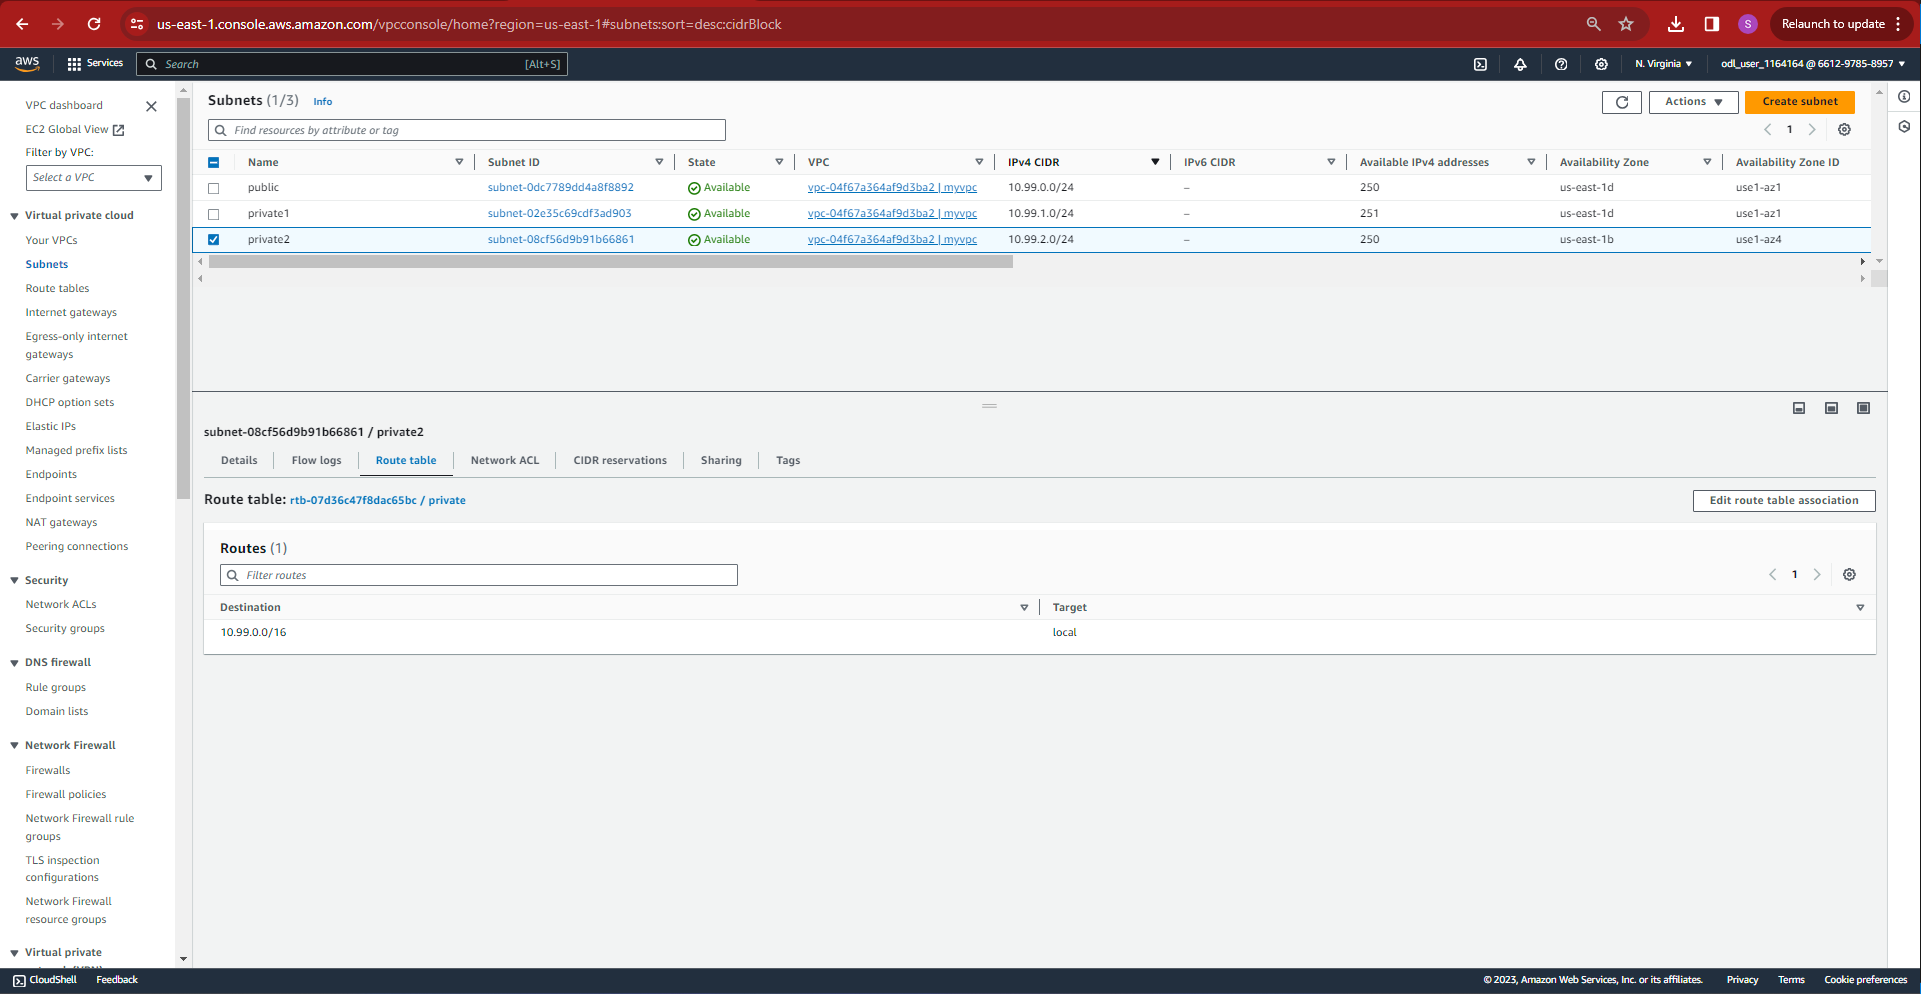 us-east-1.console.aws.amazon.com/vpcconsole/home?region=us-east-1#subnets:sort=desc:cidrBlock
S
Relaunch to update
aws
Services
Search
[Alt+S]
N. Virginia
odl_user_1164164 @ 6612-9785-8957
VPC dashboard
EC2 Global View
Filter by VPC:
Select a VPC
Virtual private cloud
Your VPCs
Subnets
Route tables
Internet gateways
Egress-only internet
gateways
Carrier gateways
DHCP option sets
Elastic IPs
Managed prefix lists
Endpoints
Endpoint services
NAT gateways
Peering connections
Security
Network ACLs
Security groups
DNS firewall
Rule groups
Domain lists
Network Firewall
Firewalls
Firewall policies
Network Firewall rule
groups
TLS inspection
configurations
Network Firewall
resource groups
Virtual private
network (VPN)
Subnets (1/3) Info
Actions
Create subnet
Find resources by attribute or tag
1
Name Subnet ID State VPC IPv4 CIDR IPv6 CIDR Available IPv4 addresses Availability Zone Availability Zone ID
public subnet-0dc7789dd4a8f8892 Available vpc-04f67a364af9d3ba2 | myvpc 10.99.0.0/24 – 250 us-east-1d use1-az1
private1 subnet-02e35c69cdf3ad903 Available vpc-04f67a364af9d3ba2 | myvpc 10.99.1.0/24 – 251 us-east-1d use1-az1
private2 subnet-08cf56d9b91b66861 Available vpc-04f67a364af9d3ba2 | myvpc 10.99.2.0/24 – 250 us-east-1b use1-az4
subnet-08cf56d9b91b66861 / private2
Details Flow logs Route table Network ACL CIDR reservations Sharing Tags
Route table: rtb-07d36c47f8dac65bc / private
Edit route table association
Routes (1)
Filter routes
1
Destination Target
10.99.0.0/16 local
CloudShell Feedback
© 2023, Amazon Web Services, Inc. or its affiliates. Privacy Terms Cookie preferences